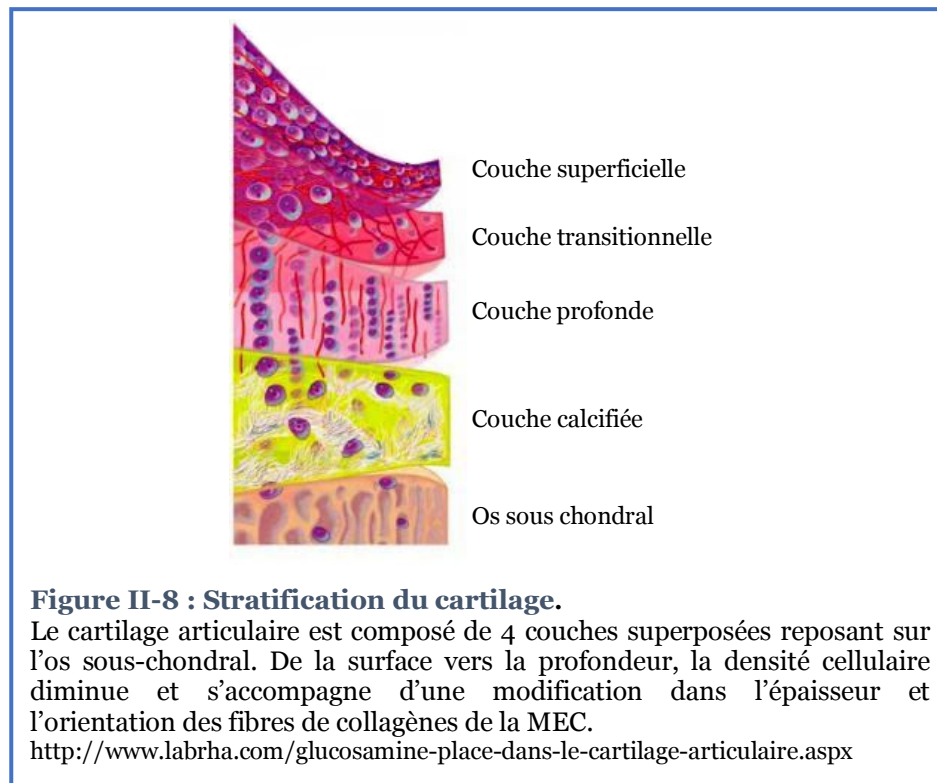 Couche superficielle
Couche transitionnelle
Couche profonde
Couche calcifiée
Os sous chondral
Figure II-8 : Stratification du cartilage.
Le cartilage articulaire est composé de 4 couches superposées reposant sur
l’os sous-chondral. De la surface vers la profondeur, la densité cellulaire
diminue et s’accompagne d’une modification dans l’épaisseur et
l’orientation des fibres de collagènes de la MEC.
http://www.labrha.com/glucosamine-place-dans-le-cartilage-articulaire.aspx